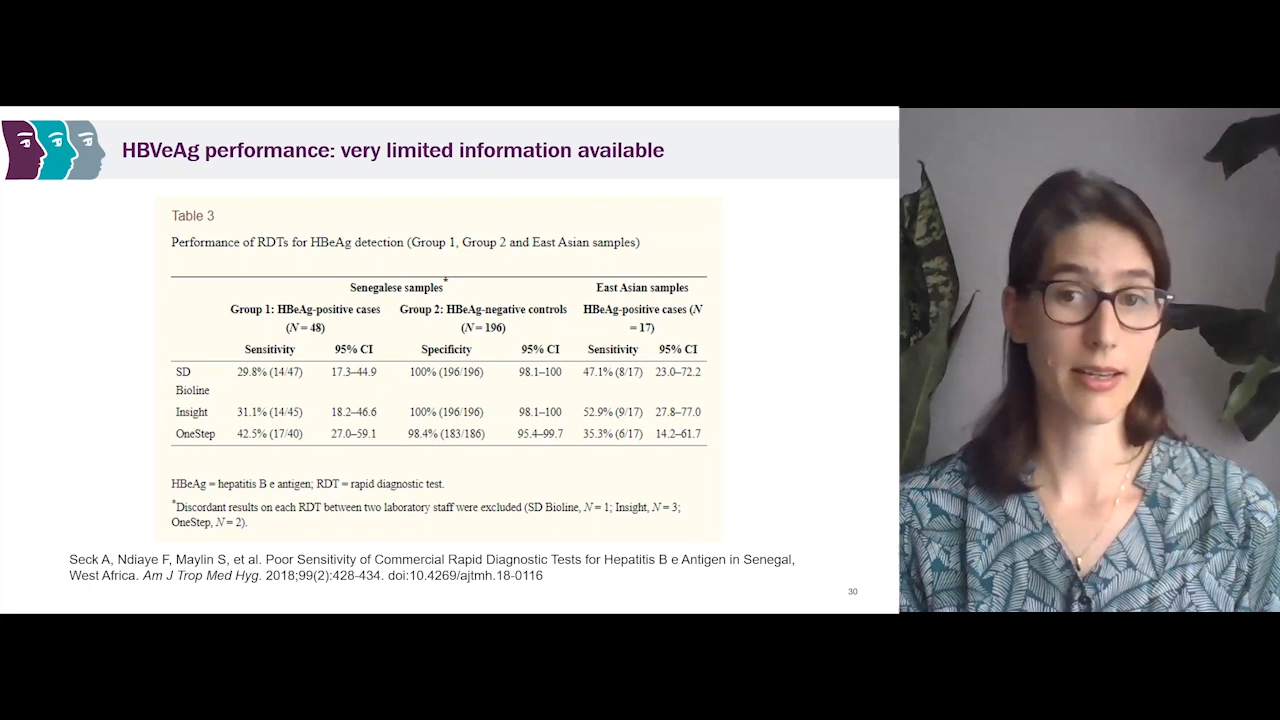 HBVeAg performance: very limited information available
Table 3
Performance of RDTs for HBeAg detection (Group 1, Group 2 and East Asian samples)
Senegalese samples* East Asian samples
Group 1: HBeAg-positive cases Group 2: HBeAg-negative controls HBeAg-positive cases (N
(N = 48) (N = 196) = 17)
Sensitivity 95% CI Specificity 95% CI Sensitivity 95% CI
SD 29.8% (14/47) 17.3–44.9 100% (196/196) 98.1–100 47.1% (8/17) 23.0–72.2
Bioline
Insight 31.1% (14/45) 18.2–46.6 100% (196/196) 98.1–100 52.9% (9/17) 27.8–77.0
OneStep 42.5% (17/40) 27.0–59.1 98.4% (183/186) 95.4–99.7 35.3% (6/17) 14.2–61.7
HBeAg = hepatitis B e antigen; RDT = rapid diagnostic test.
*Discordant results on each RDT between two laboratory staff were excluded (SD Bioline, N = 1; Insight, N = 3;
OneStep, N = 2).
Seck A, Ndiaye F, Maylin S, et al. Poor Sensitivity of Commercial Rapid Diagnostic Tests for Hepatitis B e Antigen in Senegal,
West Africa. Am J Trop Med Hyg. 2018;99(2):428-434. doi:10.4269/ajtmh.18-0116
30